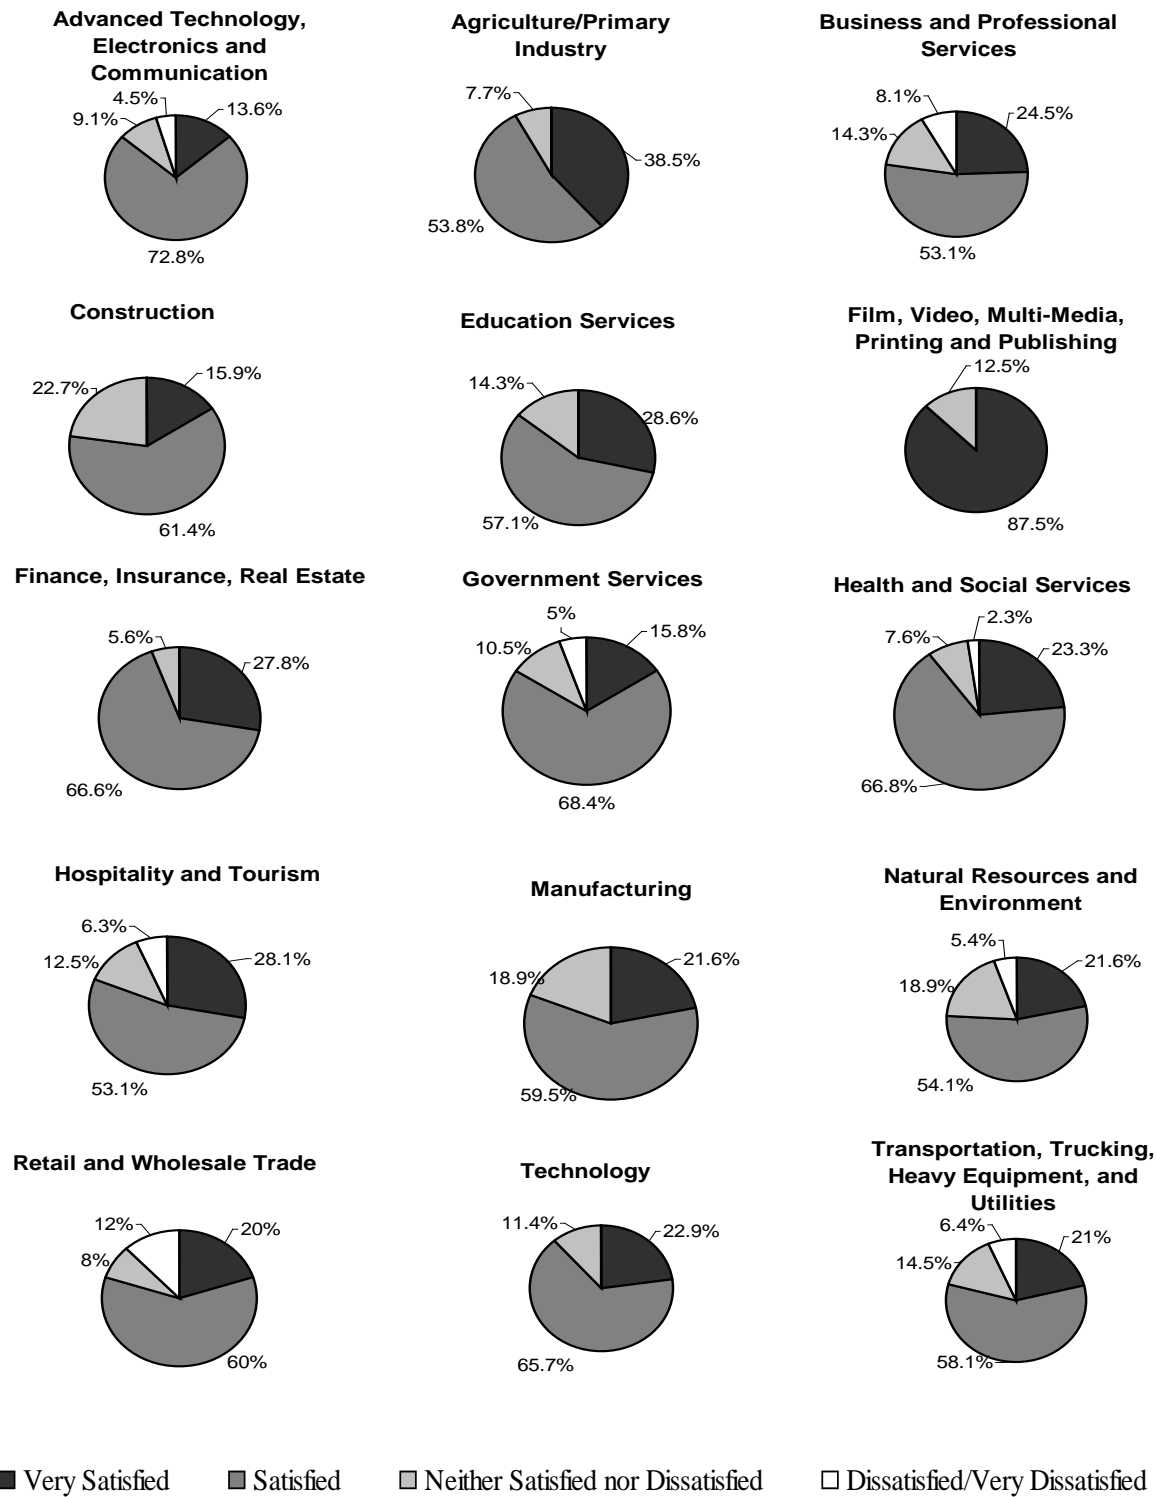 Advanced Technology,
Electronics and
Communication
4.5%
13.6%
9.1%
72.8%
Agriculture/Primary
Industry
7.7%
38.5%
53.8%
Business and Professional
Services
8.1%
24.5%
14.3%
53.1%
Construction
22.7%
15.9%
61.4%
Education Services
14.3%
28.6%
57.1%
Film, Video, Multi-Media,
Printing and Publishing
12.5%
87.5%
Finance, Insurance, Real Estate
5.6%
27.8%
66.6%
Government Services
5%
15.8%
10.5%
68.4%
Health and Social Services
2.3%
7.6%
23.3%
66.8%
Hospitality and Tourism
6.3%
28.1%
12.5%
53.1%
Manufacturing
21.6%
18.9%
59.5%
Natural Resources and
Environment
5.4%
21.6%
18.9%
54.1%
Retail and Wholesale Trade
12%
20%
8%
60%
Technology
11.4%
22.9%
65.7%
Transportation, Trucking,
Heavy Equipment, and
Utilities
6.4%
21%
14.5%
58.1%
Very Satisfied
Satisfied
Neither Satisfied nor Dissatisfied
Dissatisfied/Very Dissatisfied